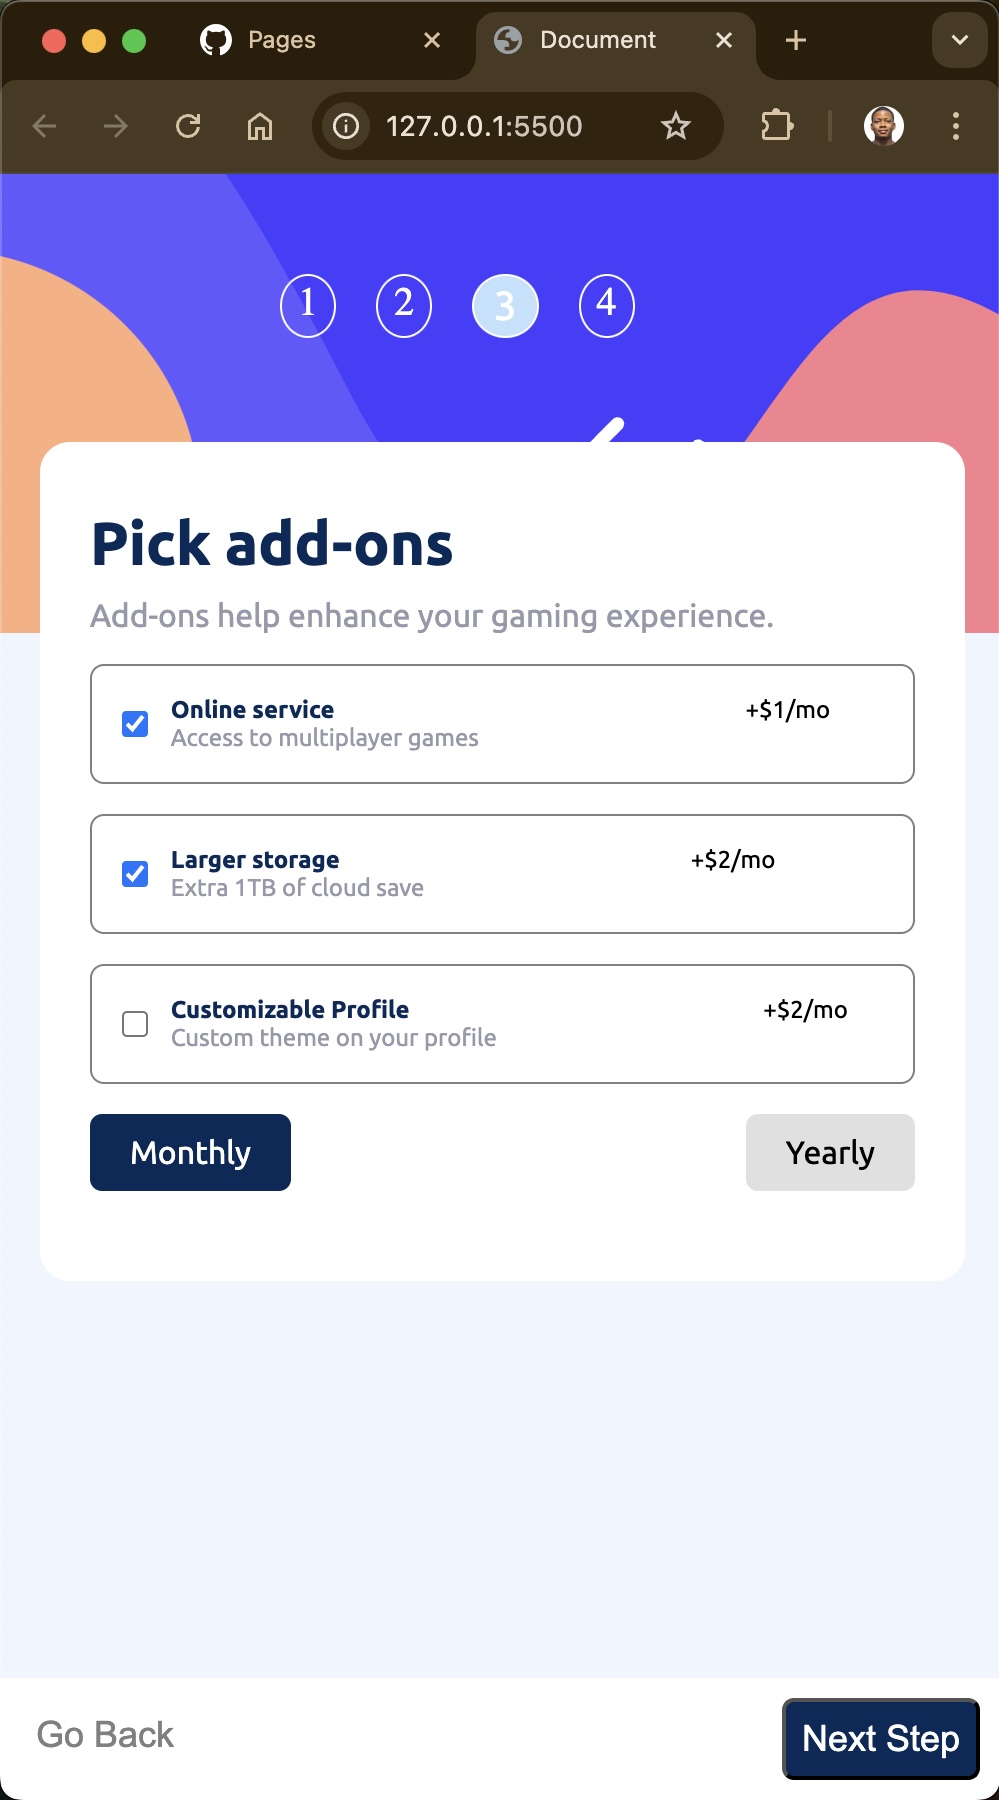 Pages
Document
127.0.0.1:5500
1 2 3 4
Pick add-ons
Add-ons help enhance your gaming experience.
Online service +$1/mo
Access to multiplayer games
Larger storage +$2/mo
Extra 1TB of cloud save
Customizable Profile +$2/mo
Custom theme on your profile
Monthly Yearly
Go Back Next Step